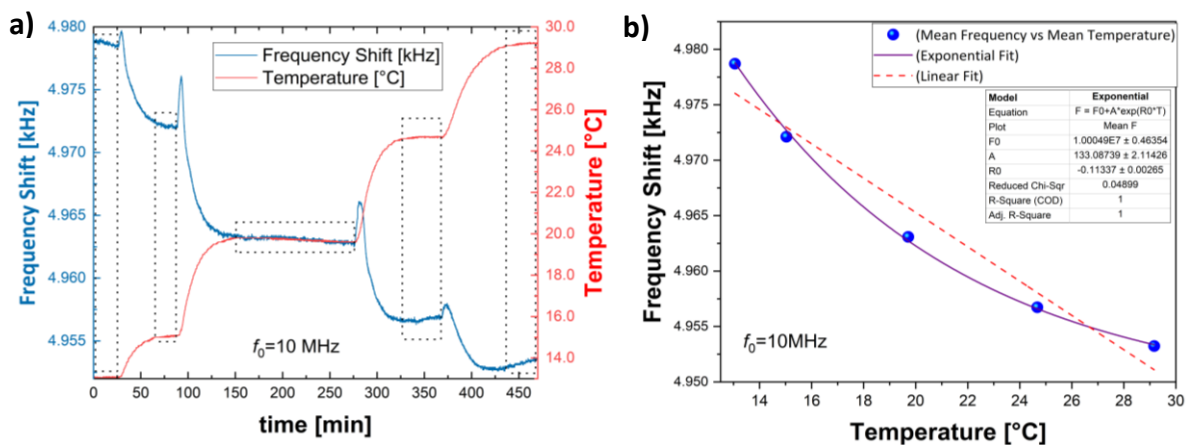 a)
Frequency Shift [kHz]
4.980
4.975
4.970
4.965
4.960
4.955
Frequency Shift [kHz]
Temperature [°C]
f₀=10 MHz
0 50 100 150 200 250 300 350 400 450
time [min]
30.0
28.0
26.0
24.0
22.0
20.0
18.0
16.0
14.0
Temperature [°C]
b)
Frequency Shift [kHz]
4.980
4.975
4.970
4.965
4.960
4.955
4.950
(Mean Frequency vs Mean Temperature)
(Exponential Fit)
(Linear Fit)
Model Exponential
Equation F = F0+A*exp(R0*T)
Plot Mean F
F0 1.00049E7 ± 0.46354
A 133.08739 ± 2.11426
R0 -0.11337 ± 0.00265
Reduced Chi-Sqr 0.04899
R-Square (COD) 1
Adj. R-Square 1
f₀=10MHz
14 16 18 20 22 24 26 28 30
Temperature [°C]